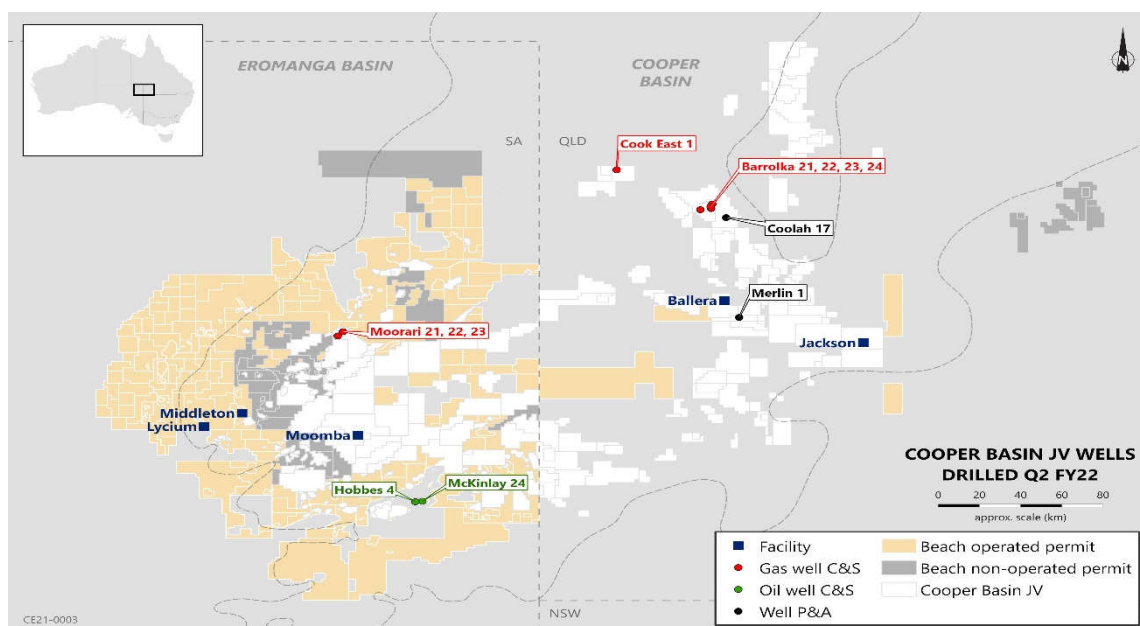 EROMANGA BASIN
COOPER
BASIN
N
SA
QLD
Cook East 1
Barrolka 21, 22, 23, 24
Coolah 17
Ballera
Merlin 1
Moorari 21, 22, 23
Jackson
Middleton
Lycium
Moomba
Hobbes 4
McKinlay 24
COOPER BASIN JV WELLS
DRILLED Q2 FY22
0 20 40 60 80
approx. scale (km)
Facility
Gas well C&S
Oil well C&S
Well P&A
Beach operated permit
Beach non-operated permit
Cooper Basin JV
NSW
CE21-0003